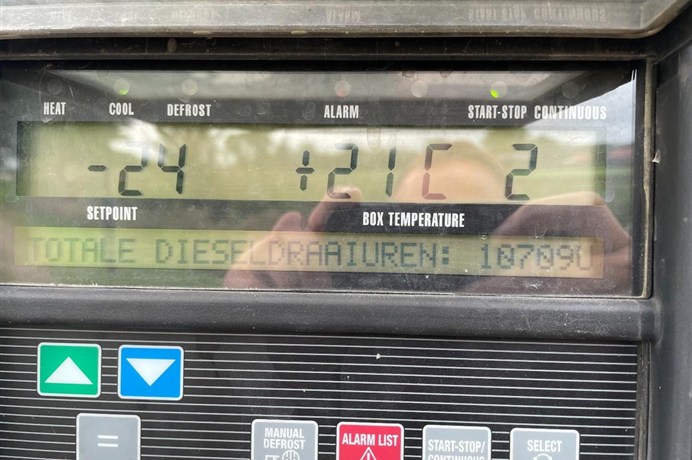 HEAT COOL DEFROST ALARM START-STOP CONTINUOUS
-24 +21C 2
SETPOINT BOX TEMPERATURE
TOTALE DIESELDRAAIUREN: 10709U
=
MANUAL DEFROST
ALARM LIST
START-STOP/
CONTINUOUS
SELECT